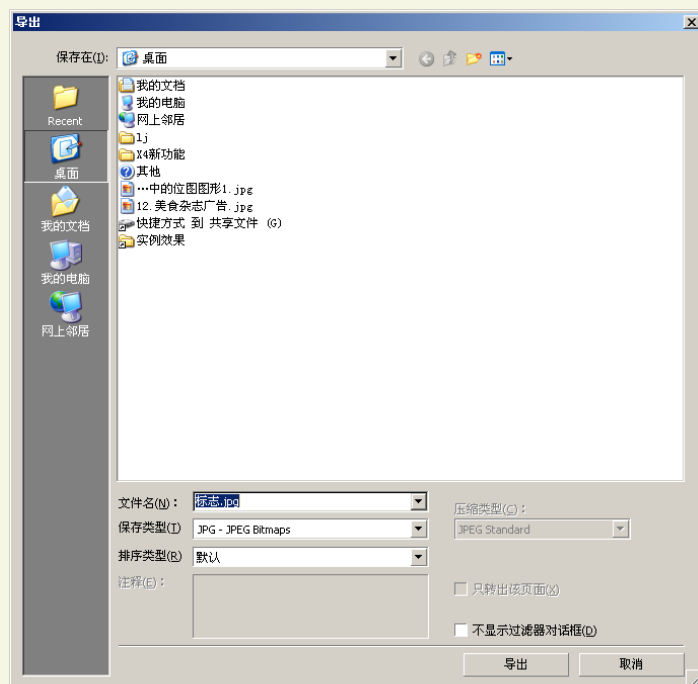 导出
保存在(I):
桌面
Recent
桌面
我的文档
我的电脑
网上邻居
我的文档
我的电脑
网上邻居
lj
X4新功能
其他
…中的位图图形1.jpg
12.美食杂志广告.jpg
快捷方式 到 共享文件 (G)
实例效果
文件名(N)：
标志.jpg
压缩类型(C)：
保存类型(T)
JPG - JPEG Bitmaps
JPEG Standard
排序类型(R)
默认
注释(E)：
只转出该页面(X)
不显示过滤器对话框(D)
导出
取消